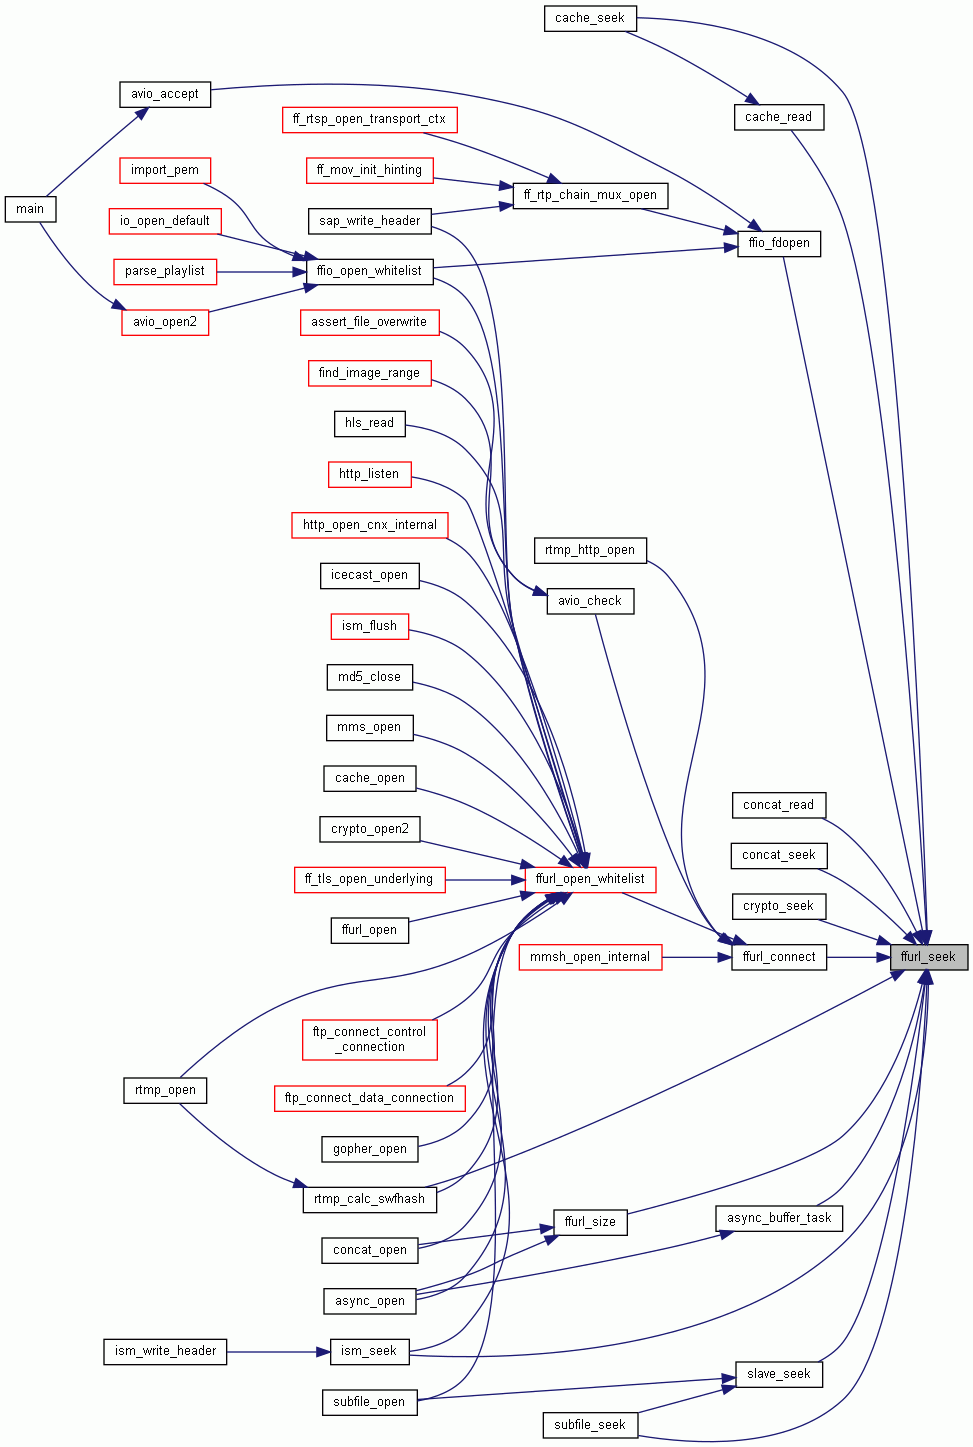 cache_seek
avio_accept
cache_read
ff_rtsp_open_transport_ctx
import_pem
ff_mov_init_hinting
ff_rtp_chain_mux_open
main
io_open_default
sap_write_header
ffio_fdopen
parse_playlist
ffio_open_whitelist
avio_open2
assert_file_overwrite
find_image_range
hls_read
http_listen
http_open_cnx_internal
rtmp_http_open
icecast_open
avio_check
ism_flush
md5_close
mms_open
cache_open
concat_read
crypto_open2
concat_seek
ff_tls_open_underlying
ffurl_open_whitelist
crypto_seek
ffurl_open
mmsh_open_internal
ffurl_connect
ffurl_seek
ftp_connect_control
_connection
rtmp_open
ftp_connect_data_connection
gopher_open
rtmp_calc_swfhash
ffurl_size
async_buffer_task
concat_open
async_open
ism_write_header
ism_seek
slave_seek
subfile_open
subfile_seek